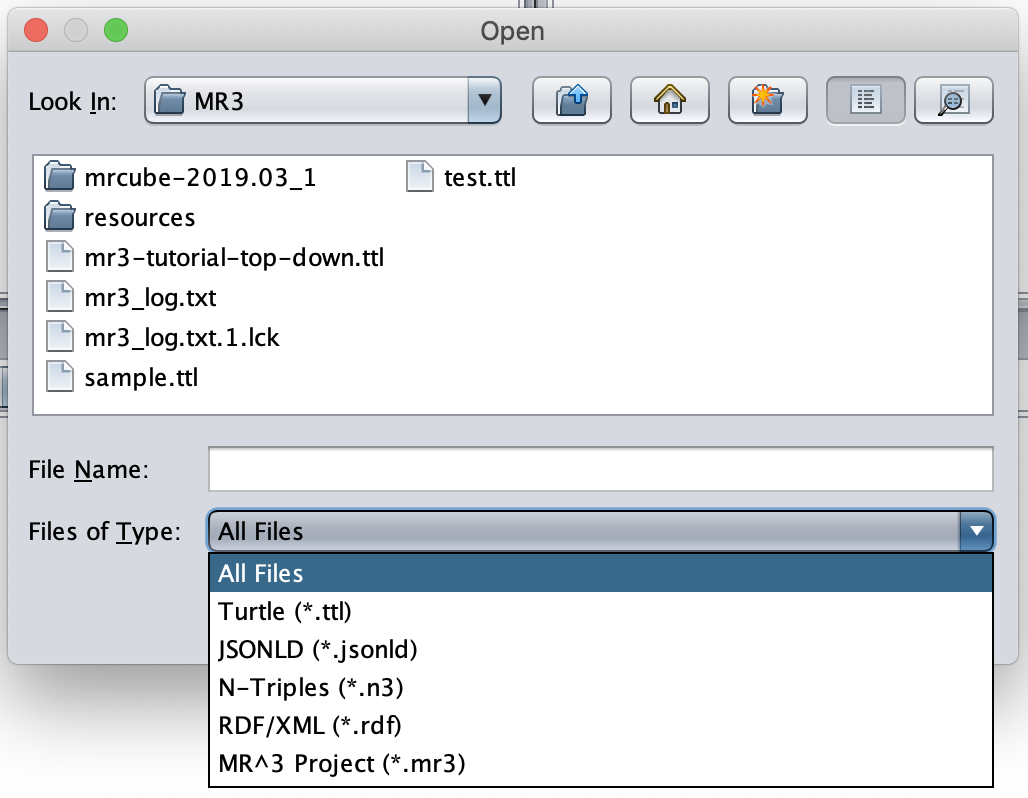 Open
Look In: MR3
mrcube-2019.03_1 test.ttl
resources
mr3-tutorial-top-down.ttl
mr3_log.txt
mr3_log.txt.1.lck
sample.ttl
File Name:
Files of Type: All Files
All Files
Turtle (*.ttl)
JSONLD (*.jsonld)
N-Triples (*.n3)
RDF/XML (*.rdf)
MR^3 Project (*.mr3)